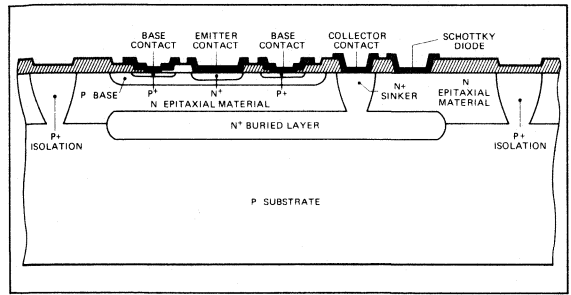 BASE
CONTACT
EMITTER
CONTACT
BASE
CONTACT
COLLECTOR
CONTACT
SCHOTTKY
DIODE
P BASE
P+
N+
P+
N EPITAXIAL MATERIAL
N+
SINKER
N
EPITAXIAL
MATERIAL
N+ BURIED LAYER
P+
ISOLATION
P+
ISOLATION
P SUBSTRATE